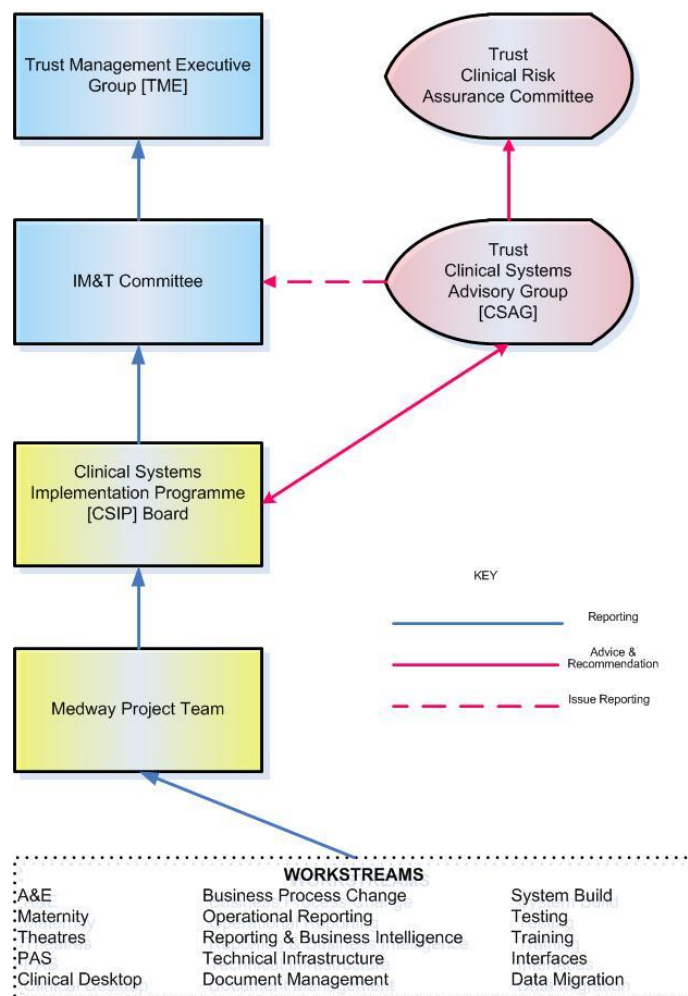 Trust Management Executive
Group [TME]
Trust
Clinical Risk
Assurance Committee
IM&T Committee
Trust
Clinical Systems
Advisory Group
[CSAG]
Clinical Systems
Implementation Programme
[CSIP] Board
KEY
Reporting
Advice &
Recommendation
Issue Reporting
Medway Project Team
WORKSTREAMS
A&E Business Process Change System Build
Maternity Operational Reporting Testing
Theatres Reporting & Business Intelligence Training
PAS Technical Infrastructure Interfaces
Clinical Desktop Document Management Data Migration